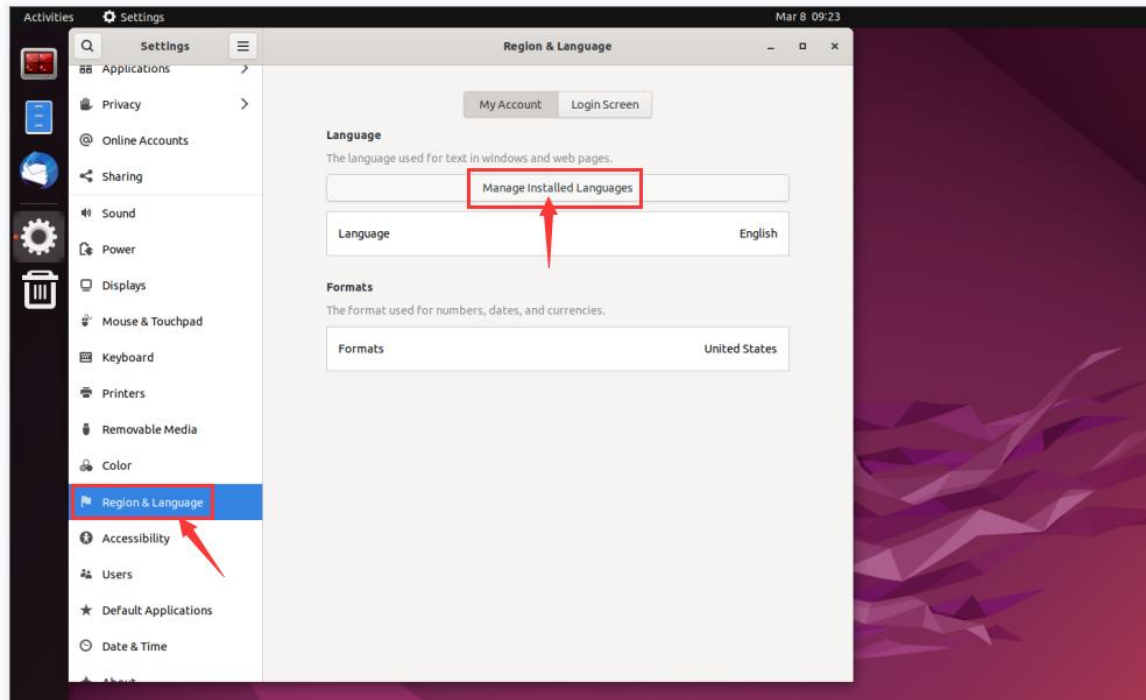 Activities Settings Mar 8 09:23
Settings
Applications
Privacy
Online Accounts
Sharing
Sound
Power
Displays
Mouse & Touchpad
Keyboard
Printers
Removable Media
Color
Region & Language
Accessibility
Users
Default Applications
Date & Time
About
Region & Language
My Account Login Screen
Language
The language used for text in windows and web pages.
Manage Installed Languages
Language English
Formats
The format used for numbers, dates, and currencies.
Formats United States